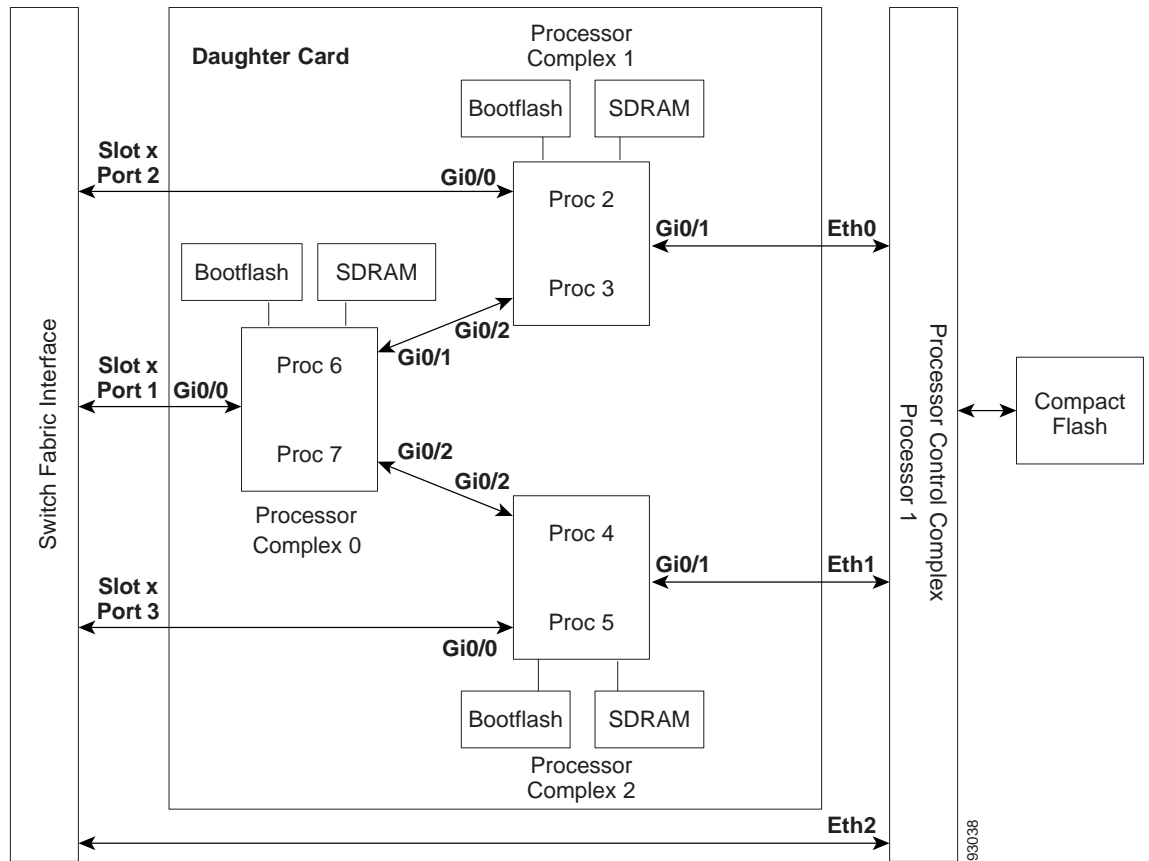 Processor
Complex 1
Daughter Card
Bootflash
SDRAM
Slot x
Port 2
Gi0/0
Proc 2
Gi0/1
Eth0
Bootflash
SDRAM
Proc 3
Gi0/2
Gi0/1
Proc 6
Slot x
Port 1
Gi0/0
Proc 7
Gi0/2
Gi0/2
Processor
Complex 0
Proc 4
Gi0/1
Eth1
Slot x
Port 3
Proc 5
Gi0/0
Bootflash
SDRAM
Processor
Complex 2
Eth2
Switch Fabric Interface
Processor Control Complex
Processor 1
Compact
Flash
93038